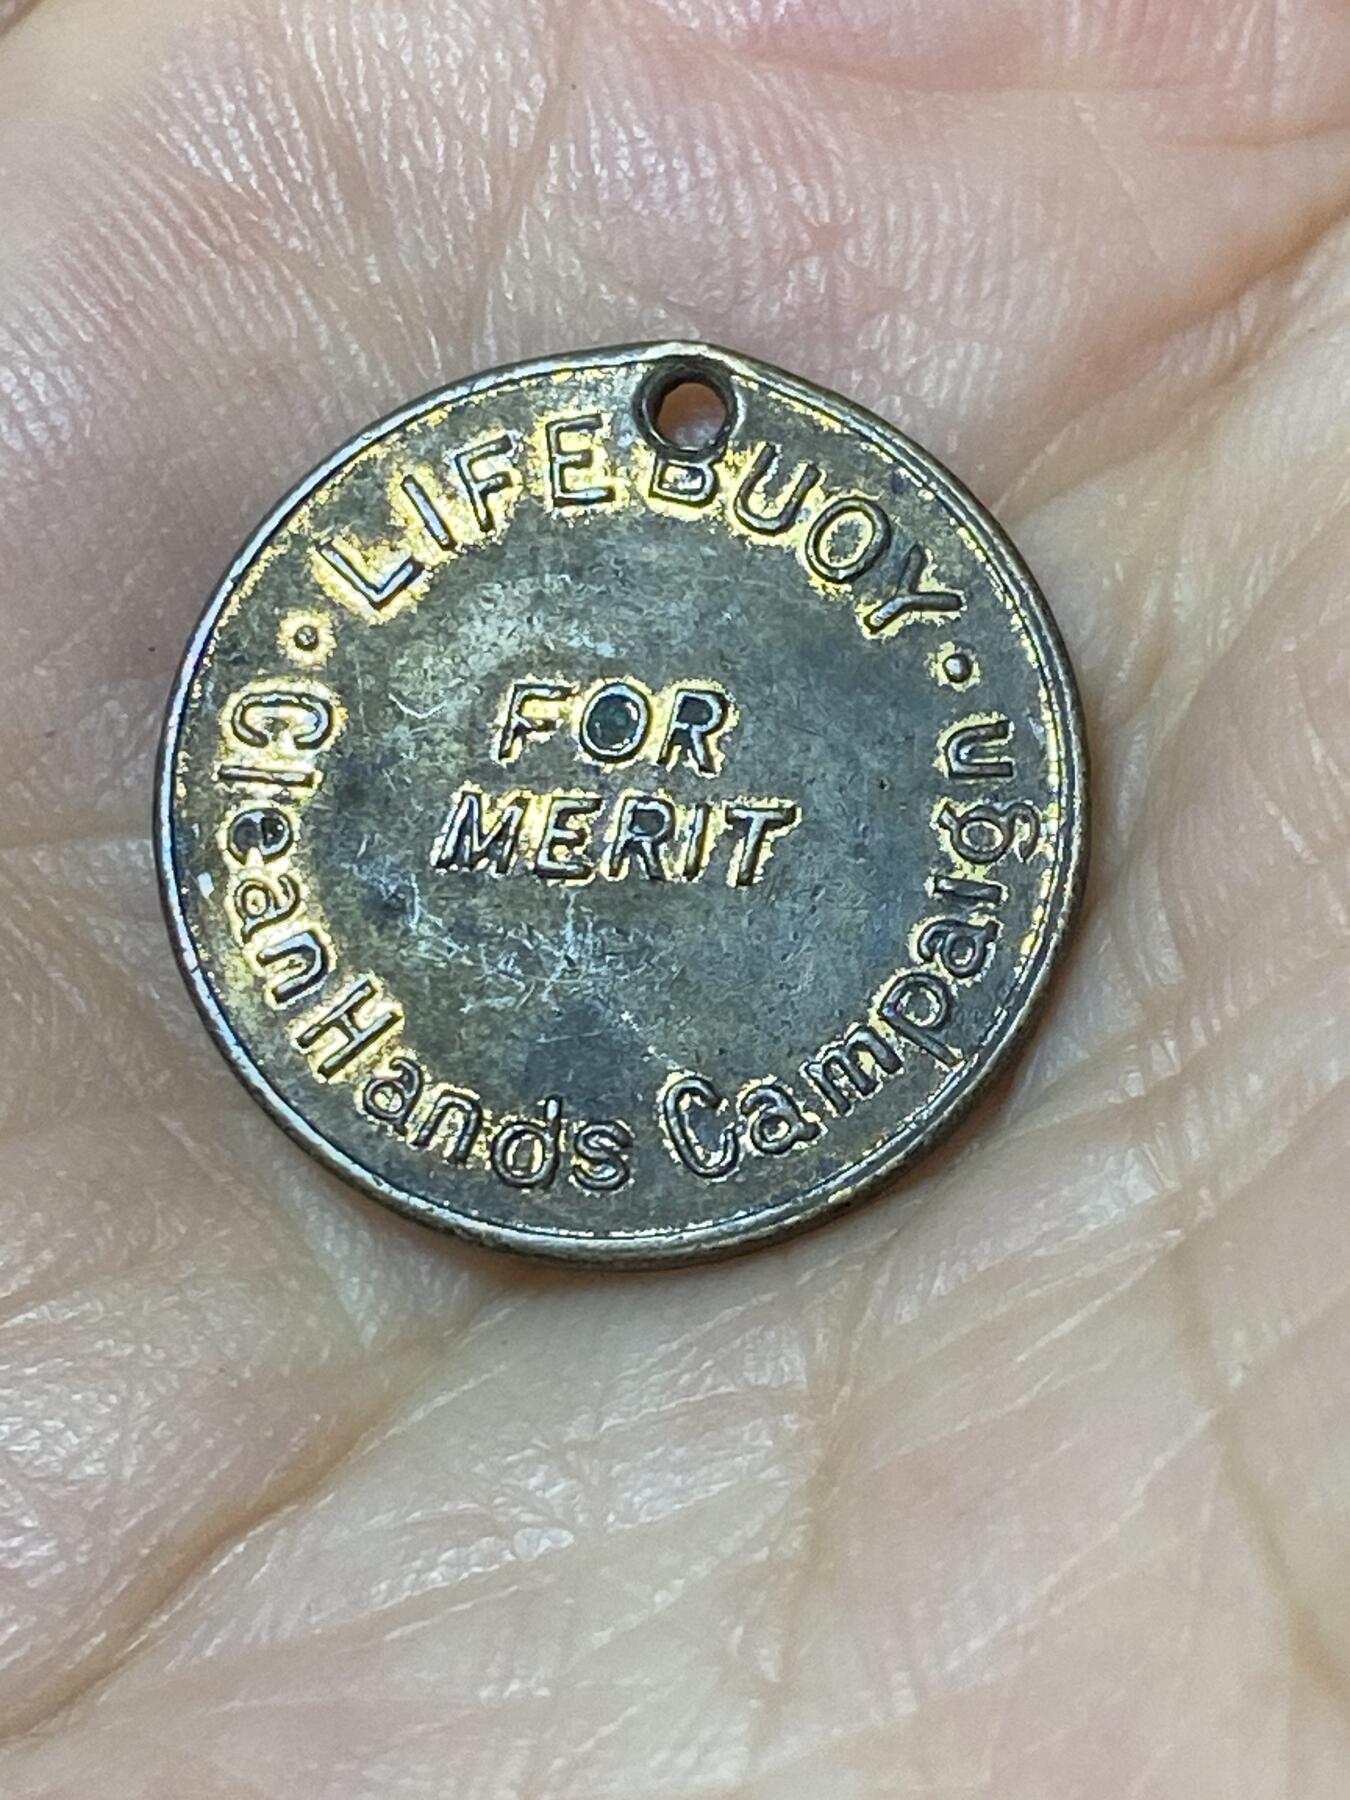 · LIFEBUOY ·
Clean Hands Campaign
FOR
MERIT